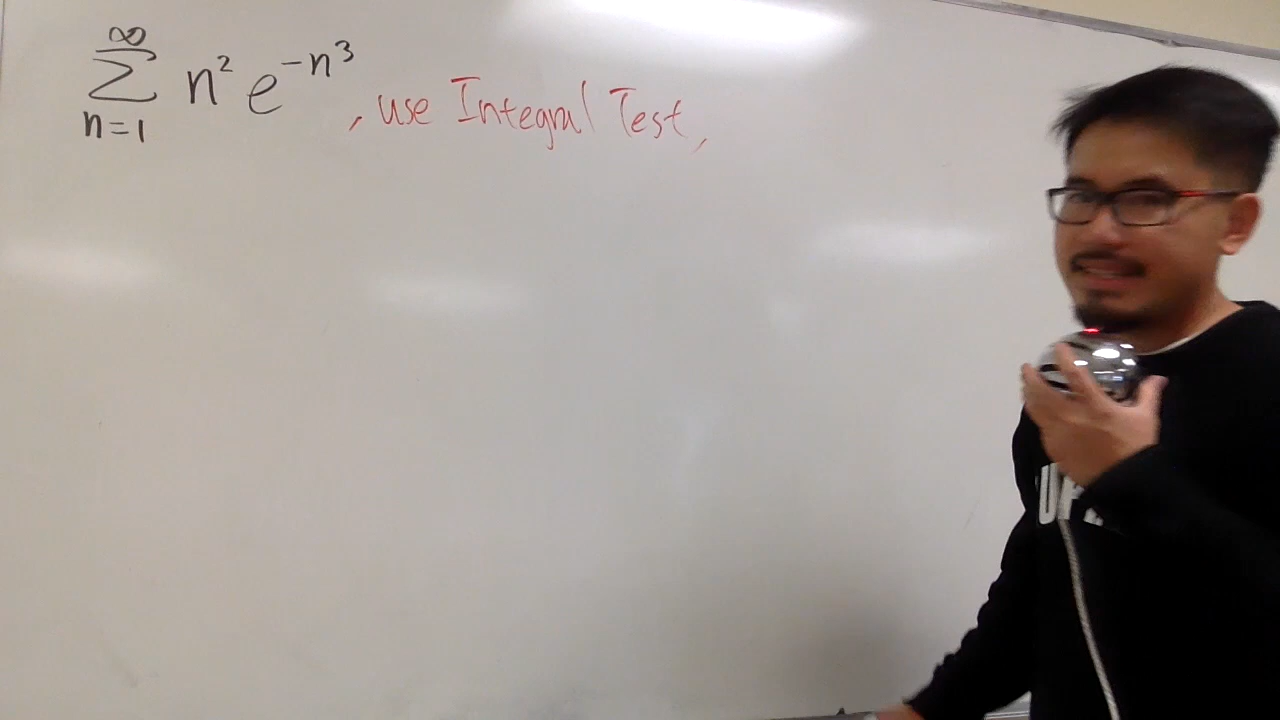 ∞
∑ n² e^{-n³} , use Integral Test,
n=1